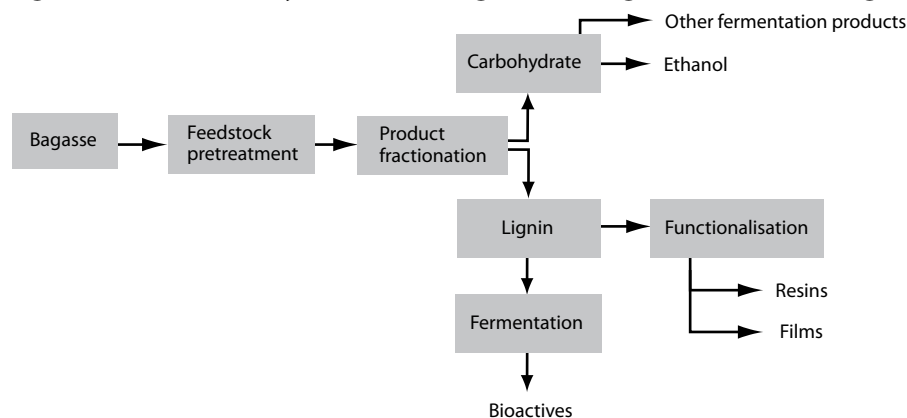 Other fermentation products
Carbohydrate
Ethanol
Bagasse
Feedstock
pretreatment
Product
fractionation
Lignin
Functionalisation
Resins
Films
Fermentation
Bioactives